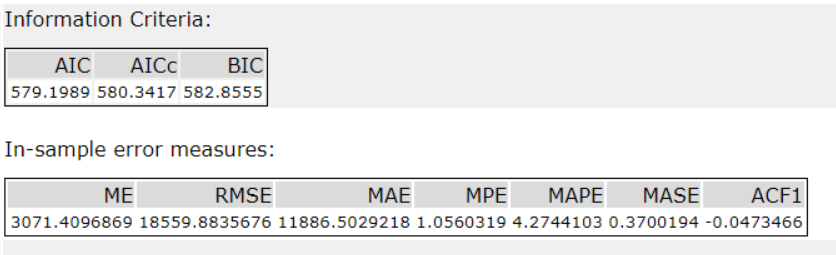 Information Criteria:
AIC AICc BIC
579.1989 580.3417 582.8555
In-sample error measures:
ME RMSE MAE MPE MAPE MASE ACF1
3071.4096869 18559.8835676 11886.5029218 1.0560319 4.2744103 0.3700194 -0.0473466